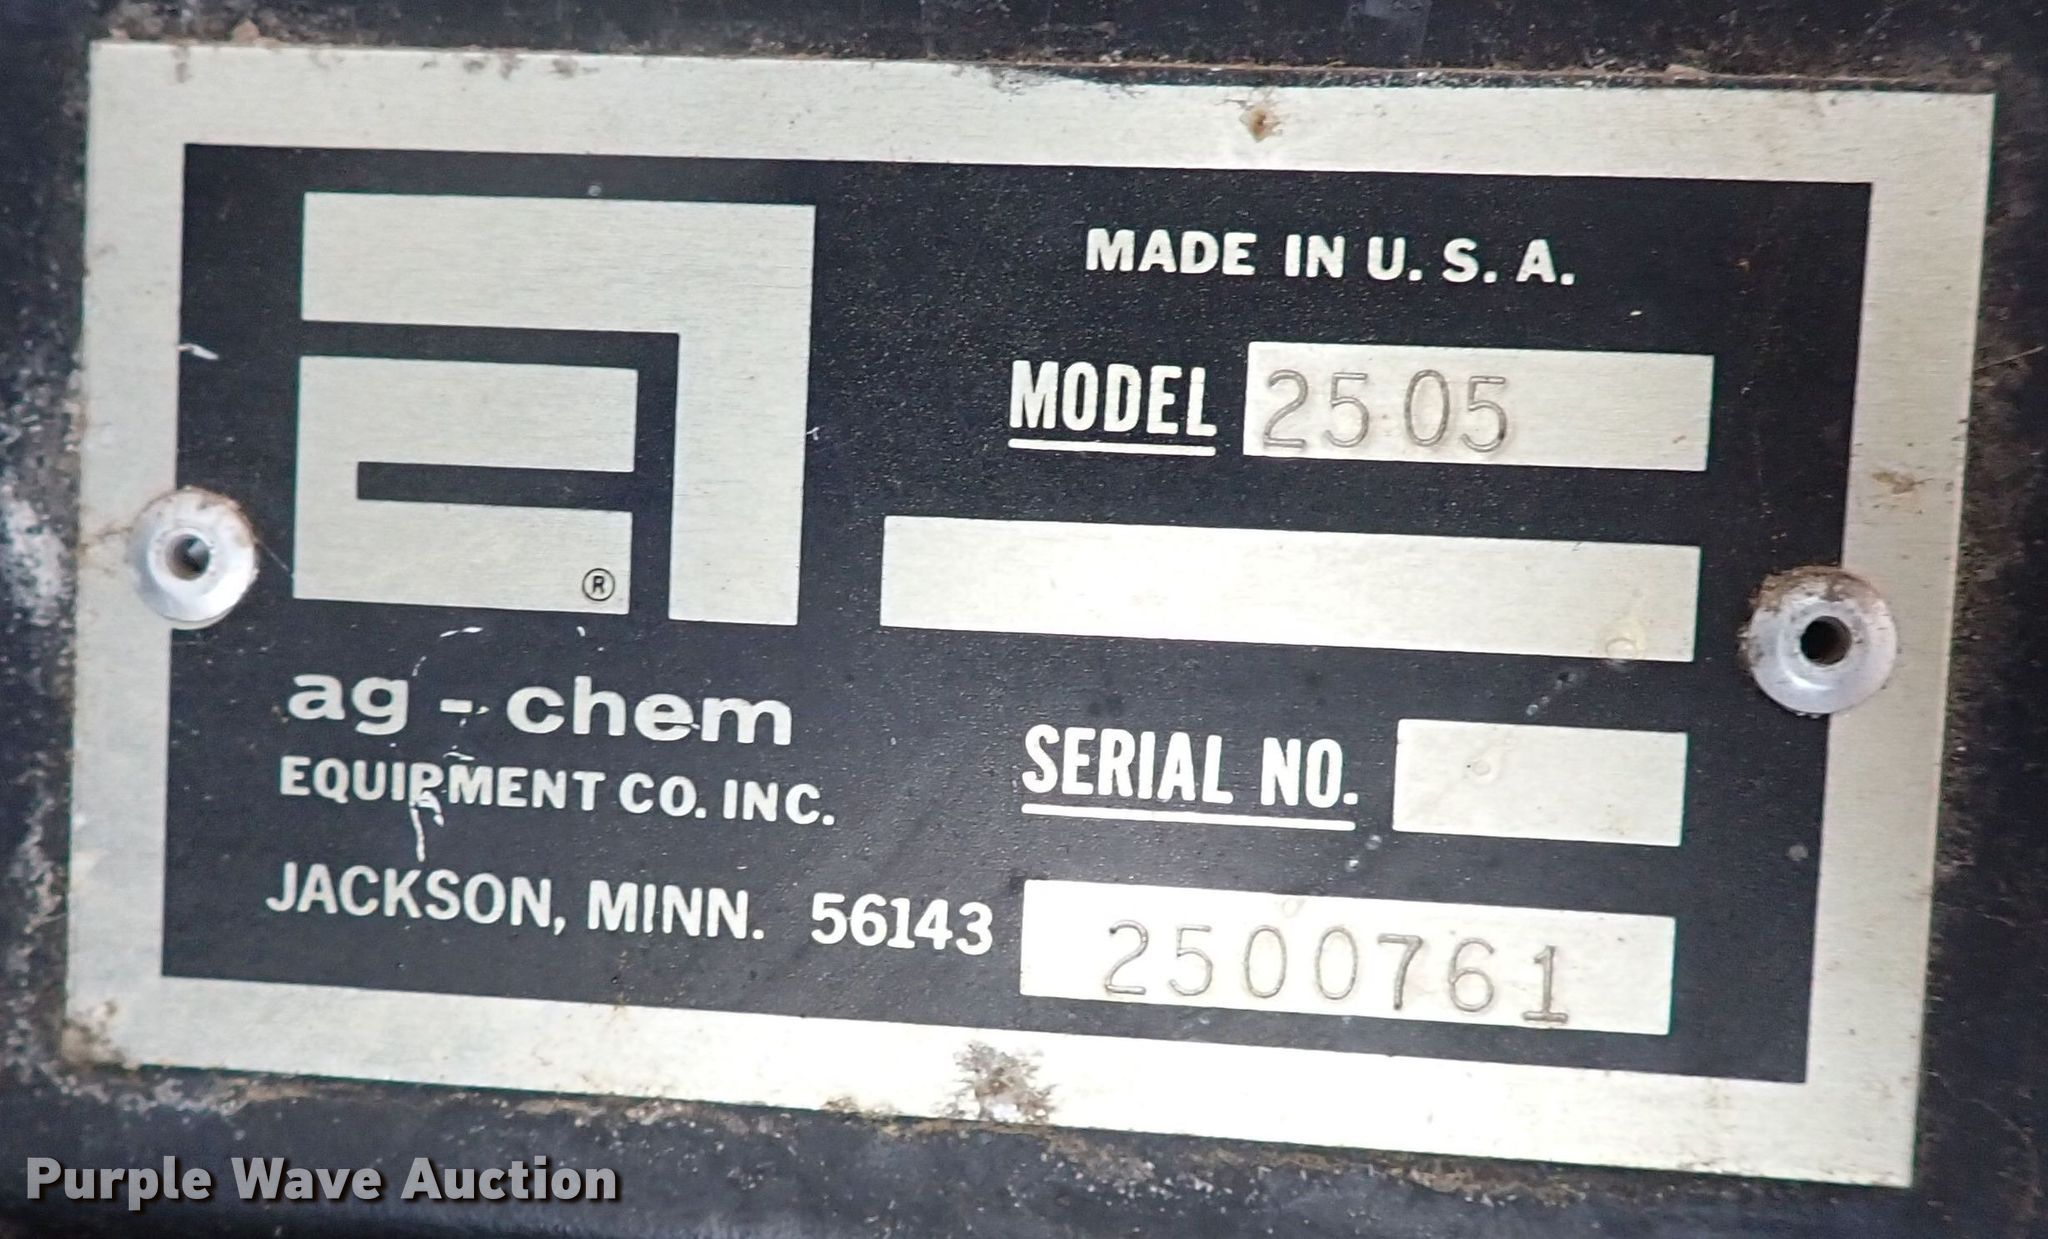 MADE IN U. S. A.
MODEL 2505
®
ag - chem
EQUIPMENT CO. INC.
JACKSON, MINN. 56143
SERIAL NO.
2500761
Purple Wave Auction